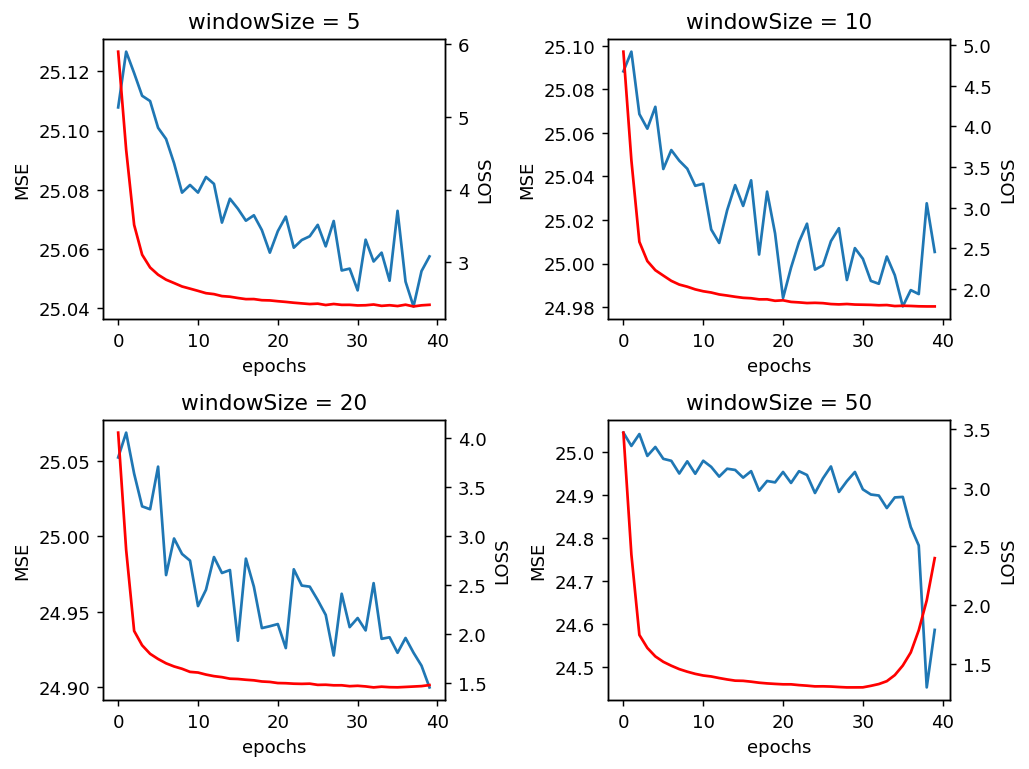 windowSize = 5
25.12
25.10
25.08
25.06
25.04
MSE
6
5
4
3
LOSS
0 10 20 30 40
epochs
windowSize = 10
25.10
25.08
25.06
25.04
25.02
25.00
24.98
MSE
5.0
4.5
4.0
3.5
3.0
2.5
2.0
LOSS
0 10 20 30 40
epochs
windowSize = 20
25.05
25.00
24.95
24.90
MSE
4.0
3.5
3.0
2.5
2.0
1.5
LOSS
0 10 20 30 40
epochs
windowSize = 50
25.0
24.9
24.8
24.7
24.6
24.5
MSE
3.5
3.0
2.5
2.0
1.5
LOSS
0 10 20 30 40
epochs